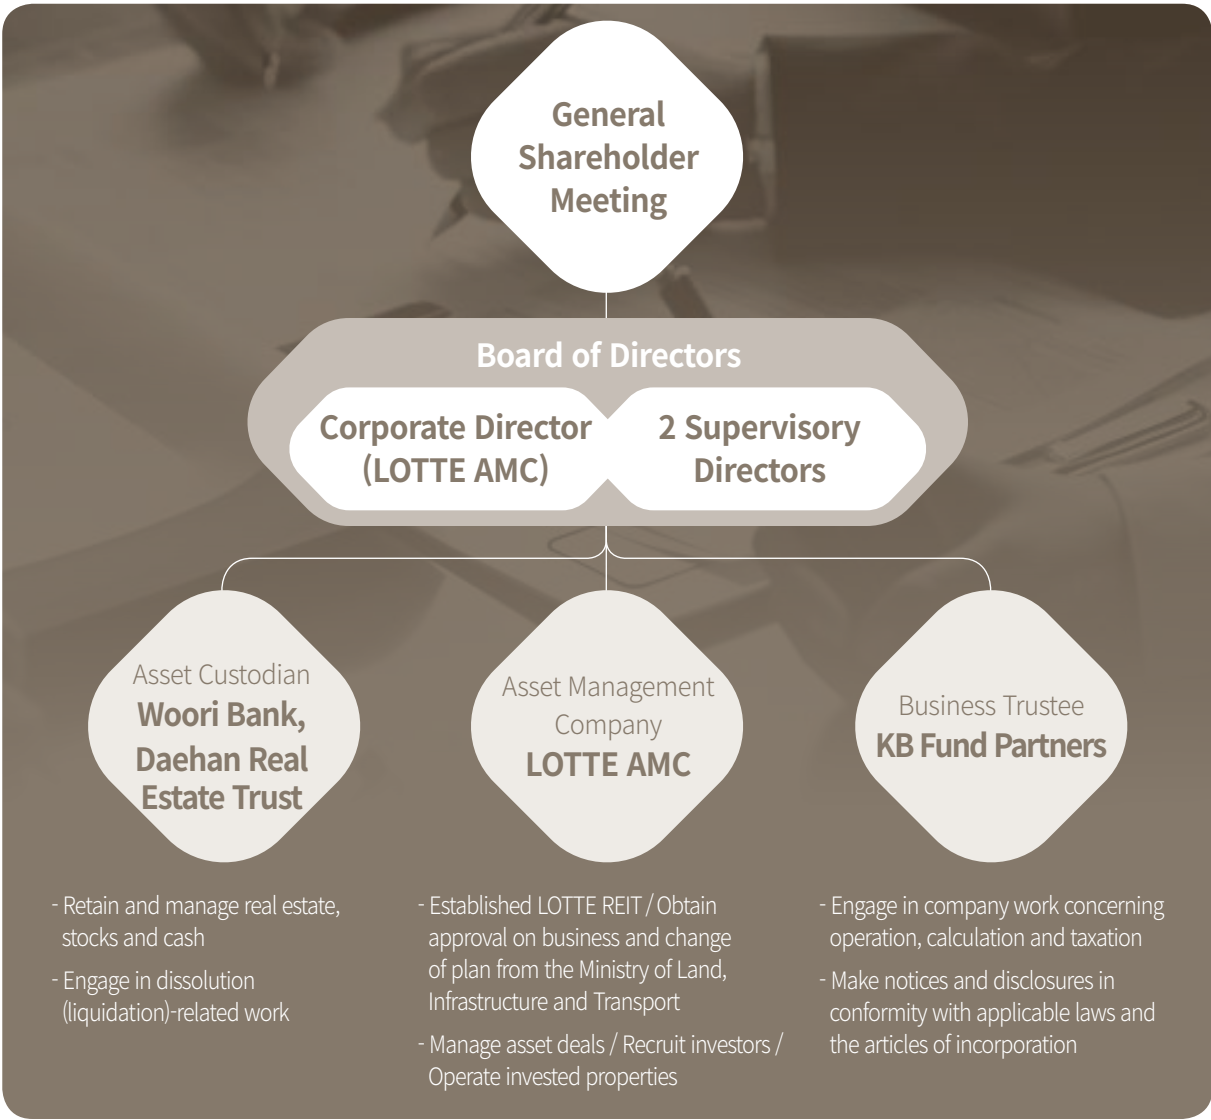 General
Shareholder
Meeting
Board of Directors
Corporate Director
(LOTTE AMC)
2 Supervisory
Directors
Asset Custodian
Woori Bank,
Daehan Real
Estate Trust
Asset Management
Company
LOTTE AMC
Business Trustee
KB Fund Partners
- Retain and manage real estate,
stocks and cash
- Engage in dissolution
(liquidation)-related work
- Established LOTTE REIT / Obtain
approval on business and change
of plan from the Ministry of Land,
Infrastructure and Transport
- Manage asset deals / Recruit investors /
Operate invested properties
- Engage in company work concerning
operation, calculation and taxation
- Make notices and disclosures in
conformity with applicable laws and
the articles of incorporation